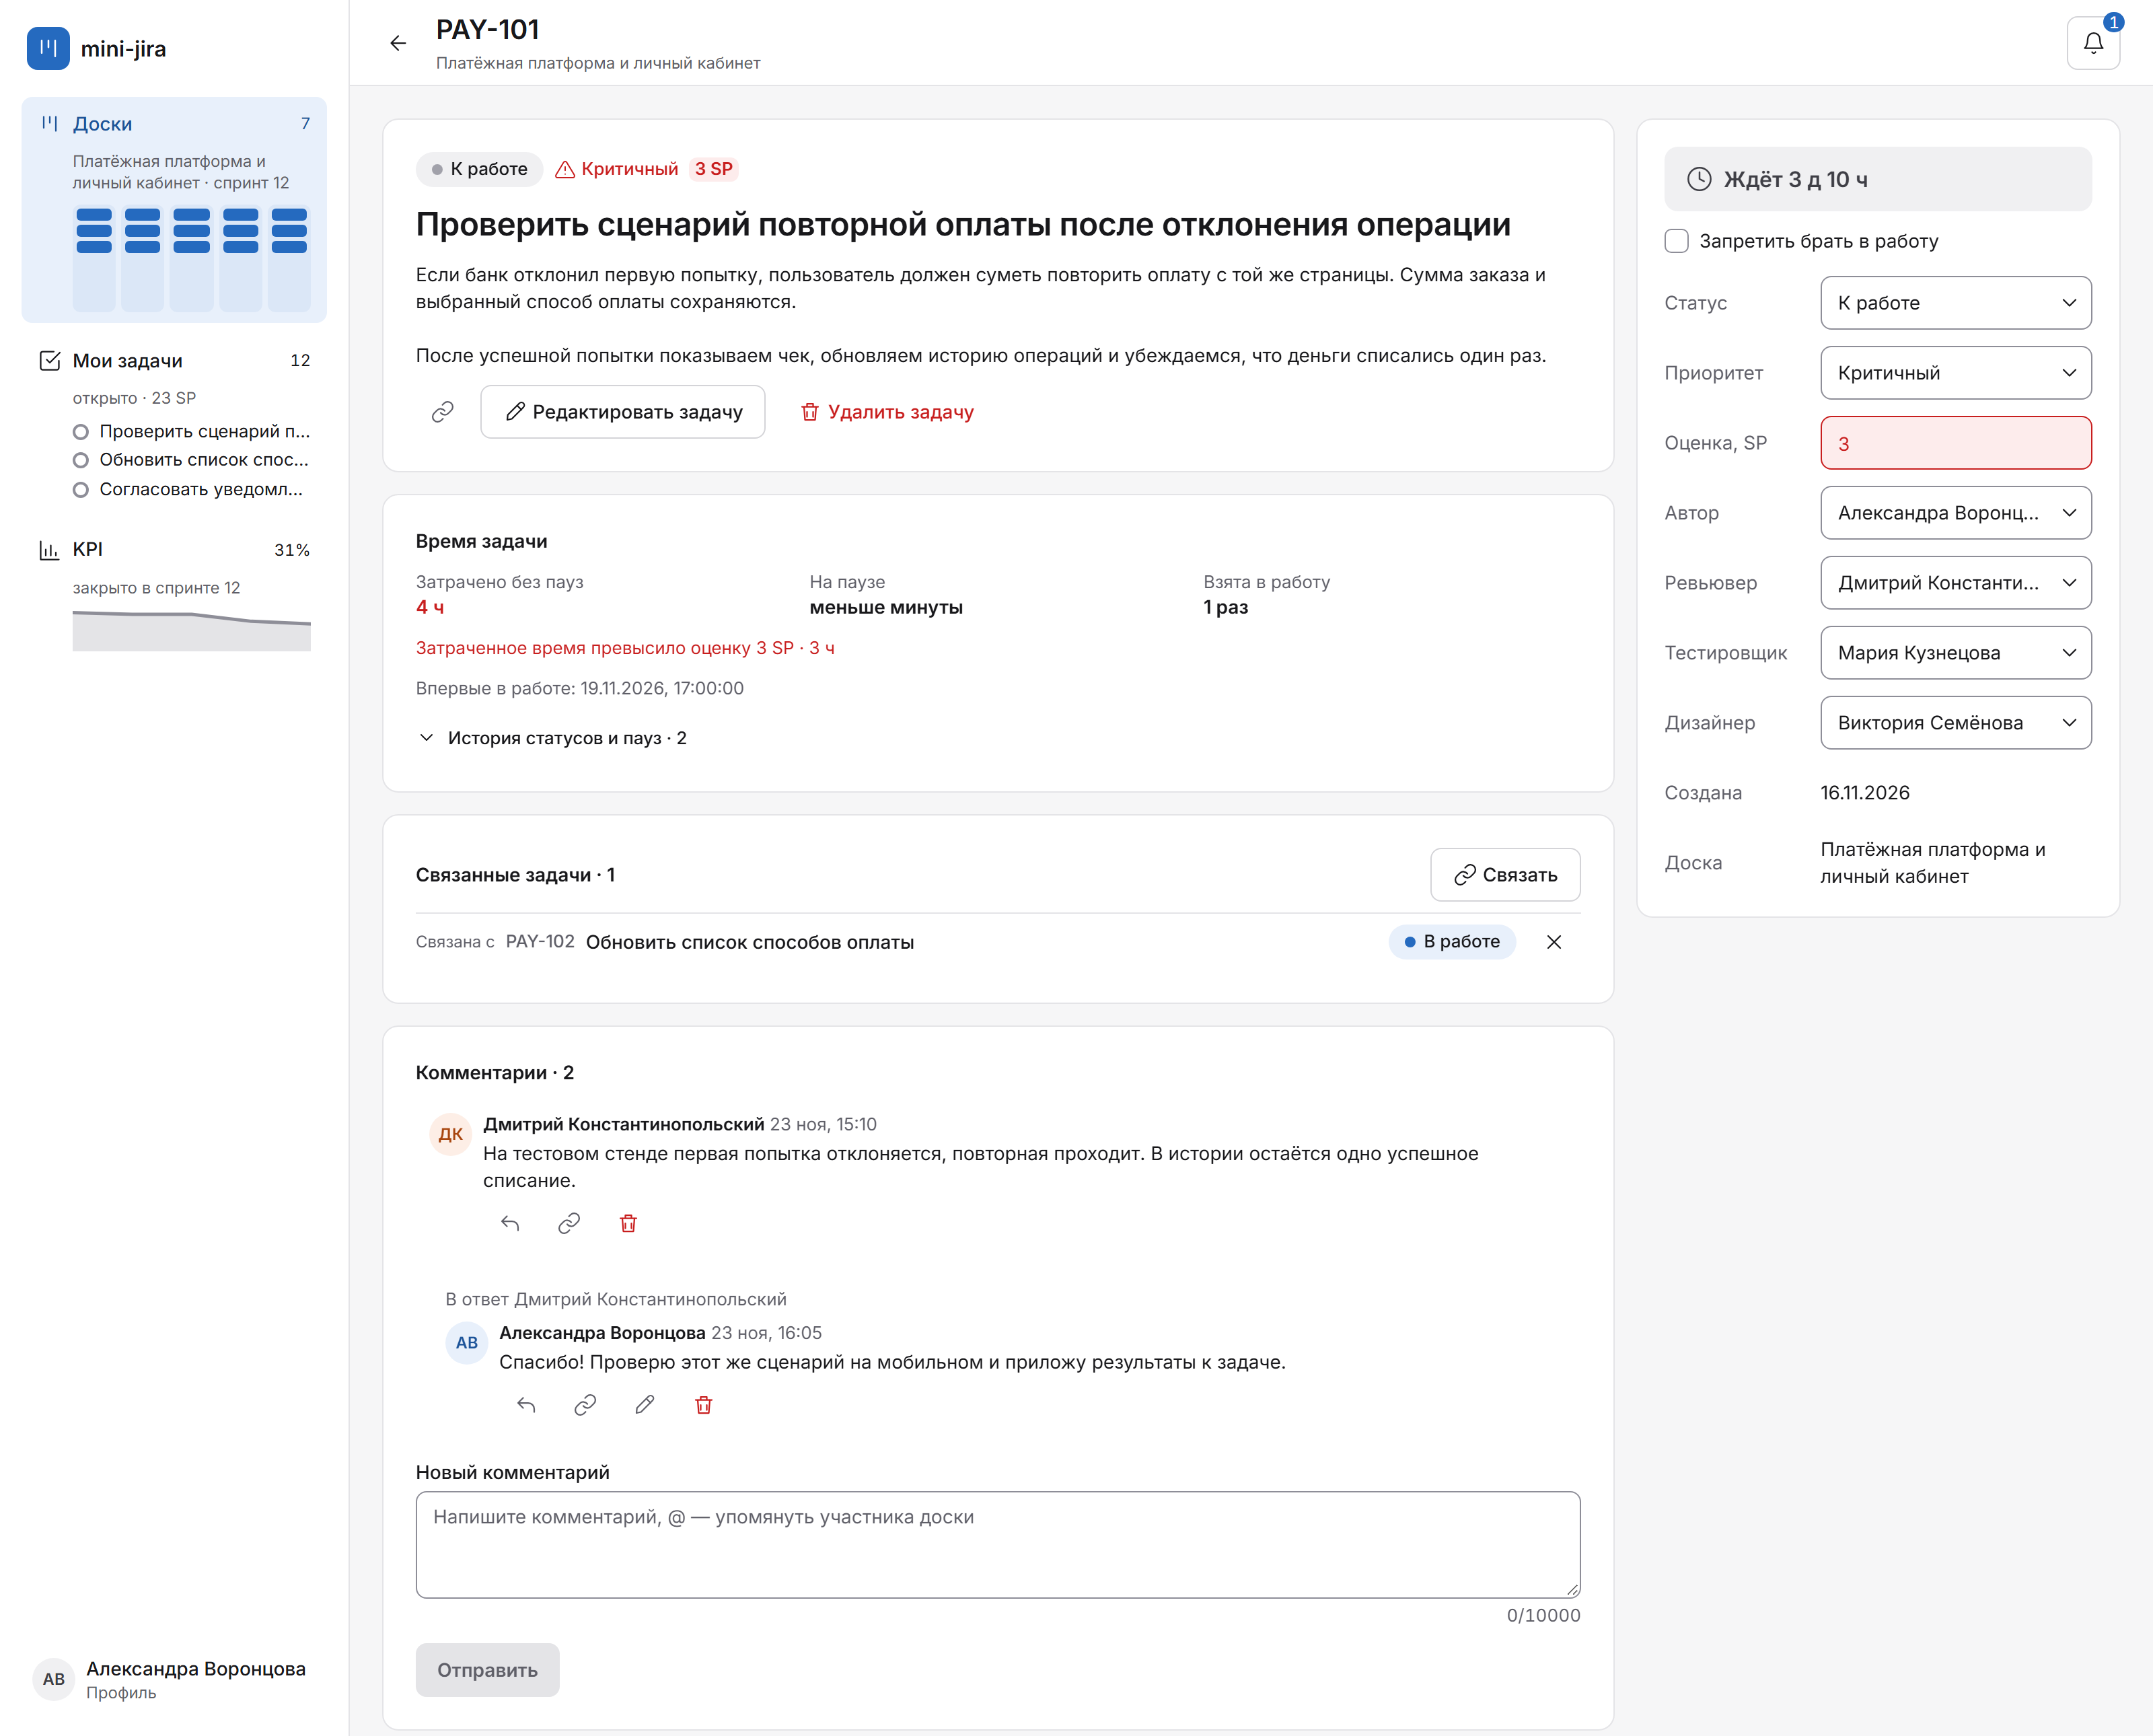 mini-jira
Доски 7
Платёжная платформа и
личный кабинет · спринт 12
Мои задачи 12
открыто · 23 SP
Проверить сценарий п...
Обновить список спос...
Согласовать уведомл...
KPI 31%
закрыто в спринте 12
АВ
Александра Воронцова
Профиль
PAY-101
Платёжная платформа и личный кабинет
1
К работе Критичный 3 SP
Проверить сценарий повторной оплаты после отклонения операции
Если банк отклонил первую попытку, пользователь должен суметь повторить оплату с той же страницы. Сумма заказа и
выбранный способ оплаты сохраняются.
После успешной попытки показываем чек, обновляем историю операций и убеждаемся, что деньги списались один раз.
Редактировать задачу Удалить задачу
Время задачи
Затрачено без пауз На паузе Взята в работу
4 ч меньше минуты 1 раз
Затраченное время превысило оценку 3 SP · 3 ч
Впервые в работе: 19.11.2026, 17:00:00
История статусов и пауз · 2
Связанные задачи · 1 Связать
Связана с PAY-102 Обновить список способов оплаты В работе
Комментарии · 2
ДК
Дмитрий Константинопольский 23 ноя, 15:10
На тестовом стенде первая попытка отклоняется, повторная проходит. В истории остаётся одно успешное
списание.
В ответ Дмитрий Константинопольский
АВ
Александра Воронцова 23 ноя, 16:05
Спасибо! Проверю этот же сценарий на мобильном и приложу результаты к задаче.
Новый комментарий
Напишите комментарий, @ — упомянуть участника доски
0/10000
Отправить
Ждёт 3 д 10 ч
Запретить брать в работу
Статус К работе
Приоритет Критичный
Оценка, SP 3
Автор Александра Воронц...
Ревьювер Дмитрий Константи...
Тестировщик Мария Кузнецова
Дизайнер Виктория Семёнова
Создана 16.11.2026
Доска Платёжная платформа и
личный кабинет